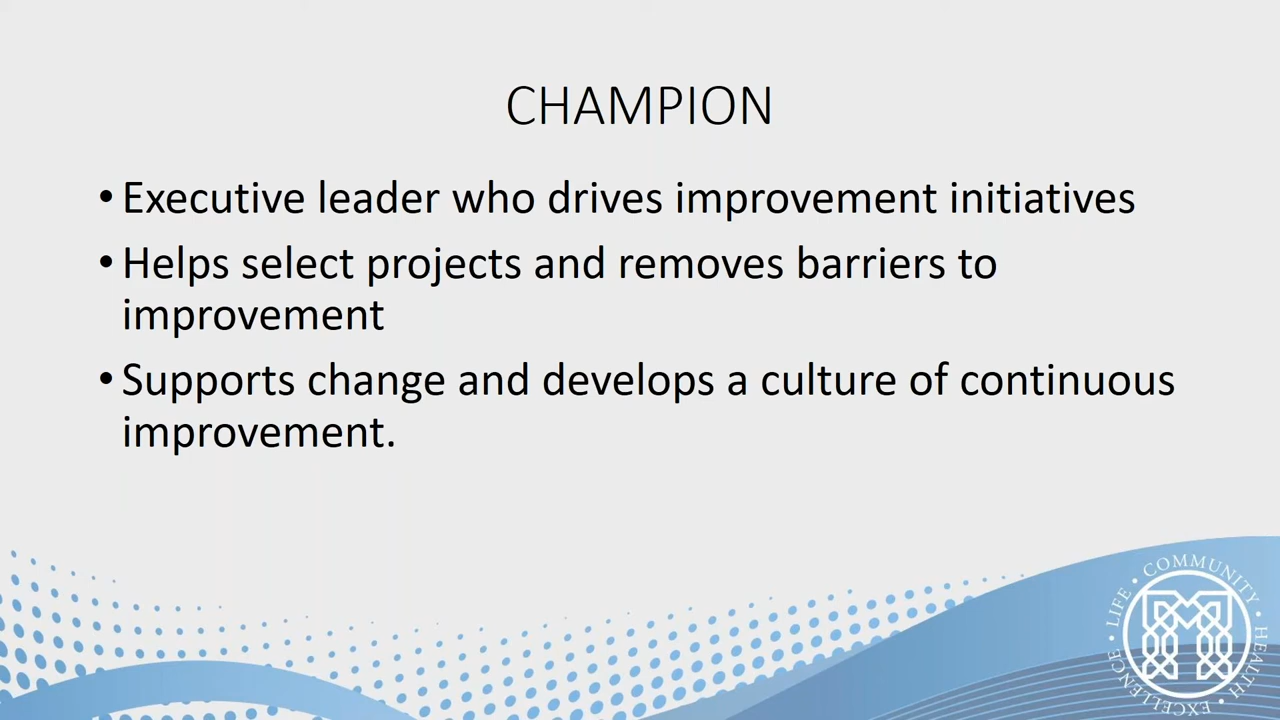 CHAMPION
• Executive leader who drives improvement initiatives
• Helps select projects and removes barriers to
improvement
• Supports change and develops a culture of continuous
improvement.
EXCELLENCE • LIFE • COMMUNITY • HEALTH •